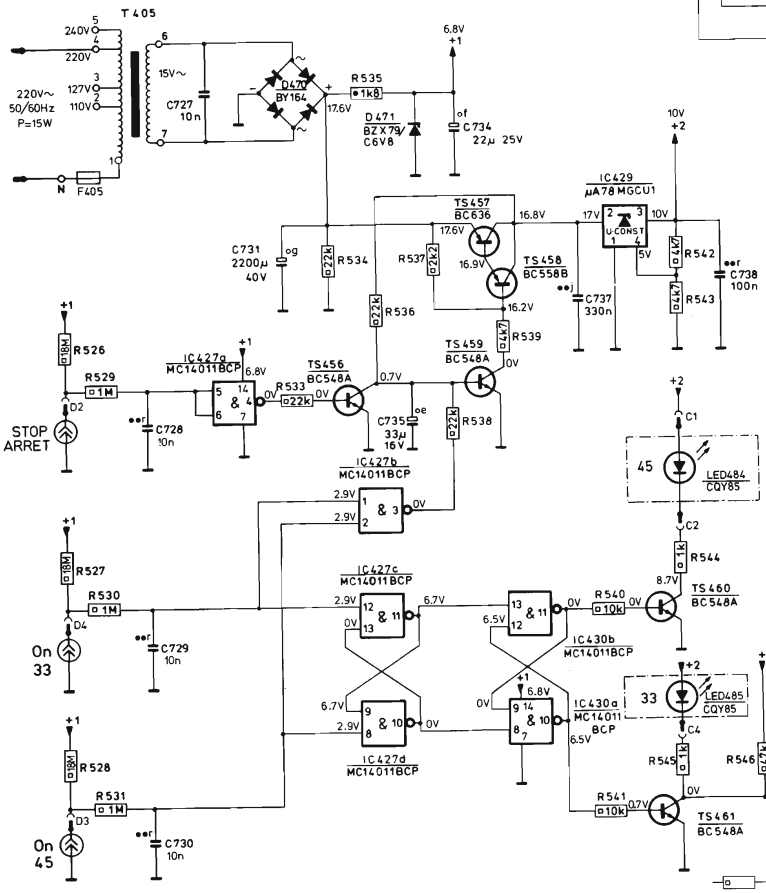 T 405
5
240V
4
220V
3
127V
2
110V
220V~
50/60Hz
P=15W
1
N
F405
6
15V~
7
C727
10n
~
~
-
+
D470
BY164
17.6V
R535
1k8
6.8V
+1
D471
BZX79/
C6V8
of
C734
22µ 25V
10V
+2
IC429
µA78MGCU1
17V
2
3
10V
U-CONST
1
4
5V
4k7
R542
4k7
R543
r
C738
100n
j
C737
330n
TS457
BC636
17.6V
16.8V
16.9V
TS458
BC558B
16.2V
R537
2k2
C731
2200µ
40V
og
22k
R534
22k
R536
4k7
R539
+1
18M
R526
R529
1M
D2
STOP
ARRET
r
C728
10n
IC427a
MC14011BCP
+1
6.8V
5
14
&
4
6
7
0V
R533
22k
0V
TS456
BC548A
0.7V
C735
33µ
16V
oe
TS459
BC548A
0V
22k
R538
IC427b
MC14011BCP
2.9V
1
2.9V
2
&
3
0V
+2
C1
45
LED484
CQY85
C2
1k
R544
8.7V
TS460
BC548A
+1
18M
R527
R530
1M
D4
On
33
r
C729
10n
IC427c
MC14011BCP
2.9V
12
0V
13
&
11
6.7V
13
6.5V
12
&
11
0V
R540
10k
0V
IC430b
MC14011BCP
6.7V
9
2.9V
8
&
10
0V
IC427d
MC14011BCP
+1
6.8V
0V
9
14
&
10
8
7
6.5V
IC430a
MC14011
BCP
+2
33
LED485
CQY85
C4
R545
1k
R546
47k
+
0V
+1
18M
R528
R531
1M
D3
On
45
r
C730
10n
R541
10k
0.7V
TS461
BC548A